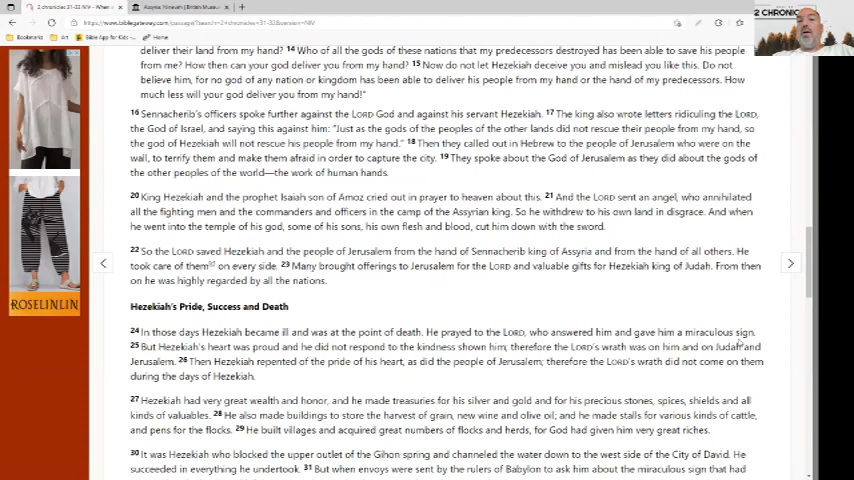 2 chronicles 31-33 NIV - When
Assyria: Nineveh | British Museu
https://www.biblegateway.com/passage/?search=2+chronicles+31-33&version=NIV
Bookmarks
Art
Bible App for Kids -...
Home
2 CHRONIC
deliver their land from my hand? 14 Who of all the gods of these nations that my predecessors destroyed has been able to save his people
from me? How then can your god deliver you from my hand? 15 Now do not let Hezekiah deceive you and mislead you like this. Do not
believe him, for no god of any nation or kingdom has been able to deliver his people from my hand or the hand of my predecessors. How
much less will your god deliver you from my hand!"
16 Sennacherib's officers spoke further against the LORD God and against his servant Hezekiah. 17 The king also wrote letters ridiculing the LORD,
the God of Israel, and saying this against him: "Just as the gods of the peoples of the other lands did not rescue their people from my hand, so
the god of Hezekiah will not rescue his people from my hand." 18 Then they called out in Hebrew to the people of Jerusalem who were on the
wall, to terrify them and make them afraid in order to capture the city. 19 They spoke about the God of Jerusalem as they did about the gods of
the other peoples of the world—the work of human hands.
20 King Hezekiah and the prophet Isaiah son of Amoz cried out in prayer to heaven about this. 21 And the LORD sent an angel, who annihilated
all the fighting men and the commanders and officers in the camp of the Assyrian king. So he withdrew to his own land in disgrace. And when
he went into the temple of his god, some of his sons, his own flesh and blood, cut him down with the sword.
22 So the LORD saved Hezekiah and the people of Jerusalem from the hand of Sennacherib king of Assyria and from the hand of all others. He
took care of them on every side. 23 Many brought offerings to Jerusalem for the LORD and valuable gifts for Hezekiah king of Judah. From then
on he was highly regarded by all the nations.
ROSELINLIN
Hezekiah's Pride, Success and Death
24 In those days Hezekiah became ill and was at the point of death. He prayed to the LORD, who answered him and gave him a miraculous sign.
25 But Hezekiah's heart was proud and he did not respond to the kindness shown him; therefore the LORD's wrath was on him and on Judah and
Jerusalem. 26 Then Hezekiah repented of the pride of his heart, as did the people of Jerusalem; therefore the LORD's wrath did not come on them
during the days of Hezekiah.
27 Hezekiah had very great wealth and honor, and he made treasuries for his silver and gold and for his precious stones, spices, shields and all
kinds of valuables. 28 He also made buildings to store the harvest of grain, new wine and olive oil; and he made stalls for various kinds of cattle,
and pens for the flocks. 29 He built villages and acquired great numbers of flocks and herds, for God had given him very great riches.
30 It was Hezekiah who blocked the upper outlet of the Gihon spring and channeled the water down to the west side of the City of David. He
succeeded in everything he undertook. 31 But when envoys were sent by the rulers of Babylon to ask him about the miraculous sign that had